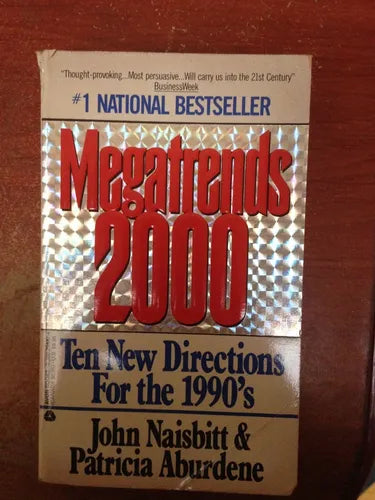 "Thought-provoking...Most persuasive...Will carry us into the 21st Century"
BusinessWeek
#1 NATIONAL BESTSELLER
Megatrends
2000
Ten New Directions
For the 1990's
John Naisbitt &
Patricia Aburdene